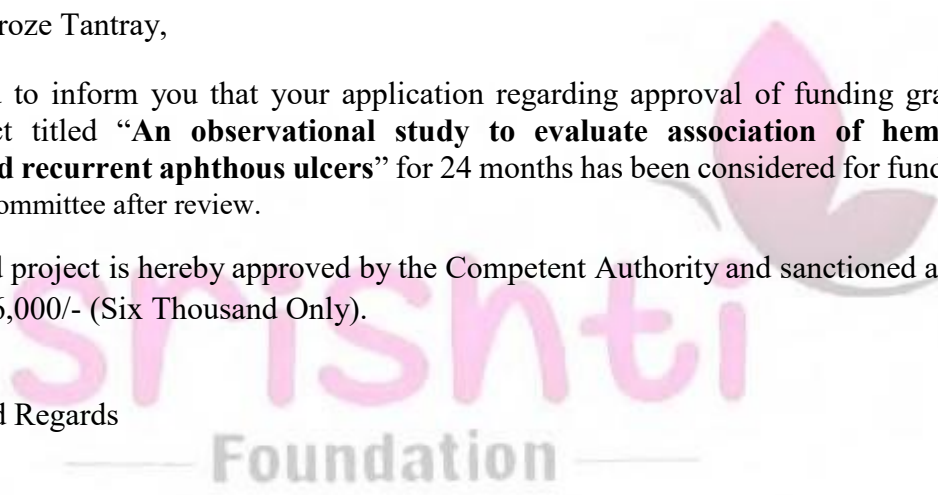 roze Tantray,
to inform you that your application regarding approval of funding gra
ct titled “An observational study to evaluate association of hem
d recurrent aphthous ulcers” for 24 months has been considered for fund
ommittee after review.
d project is hereby approved by the Competent Authority and sanctioned a
6,000/- (Six Thousand Only).
srishti
d Regards
Foundation